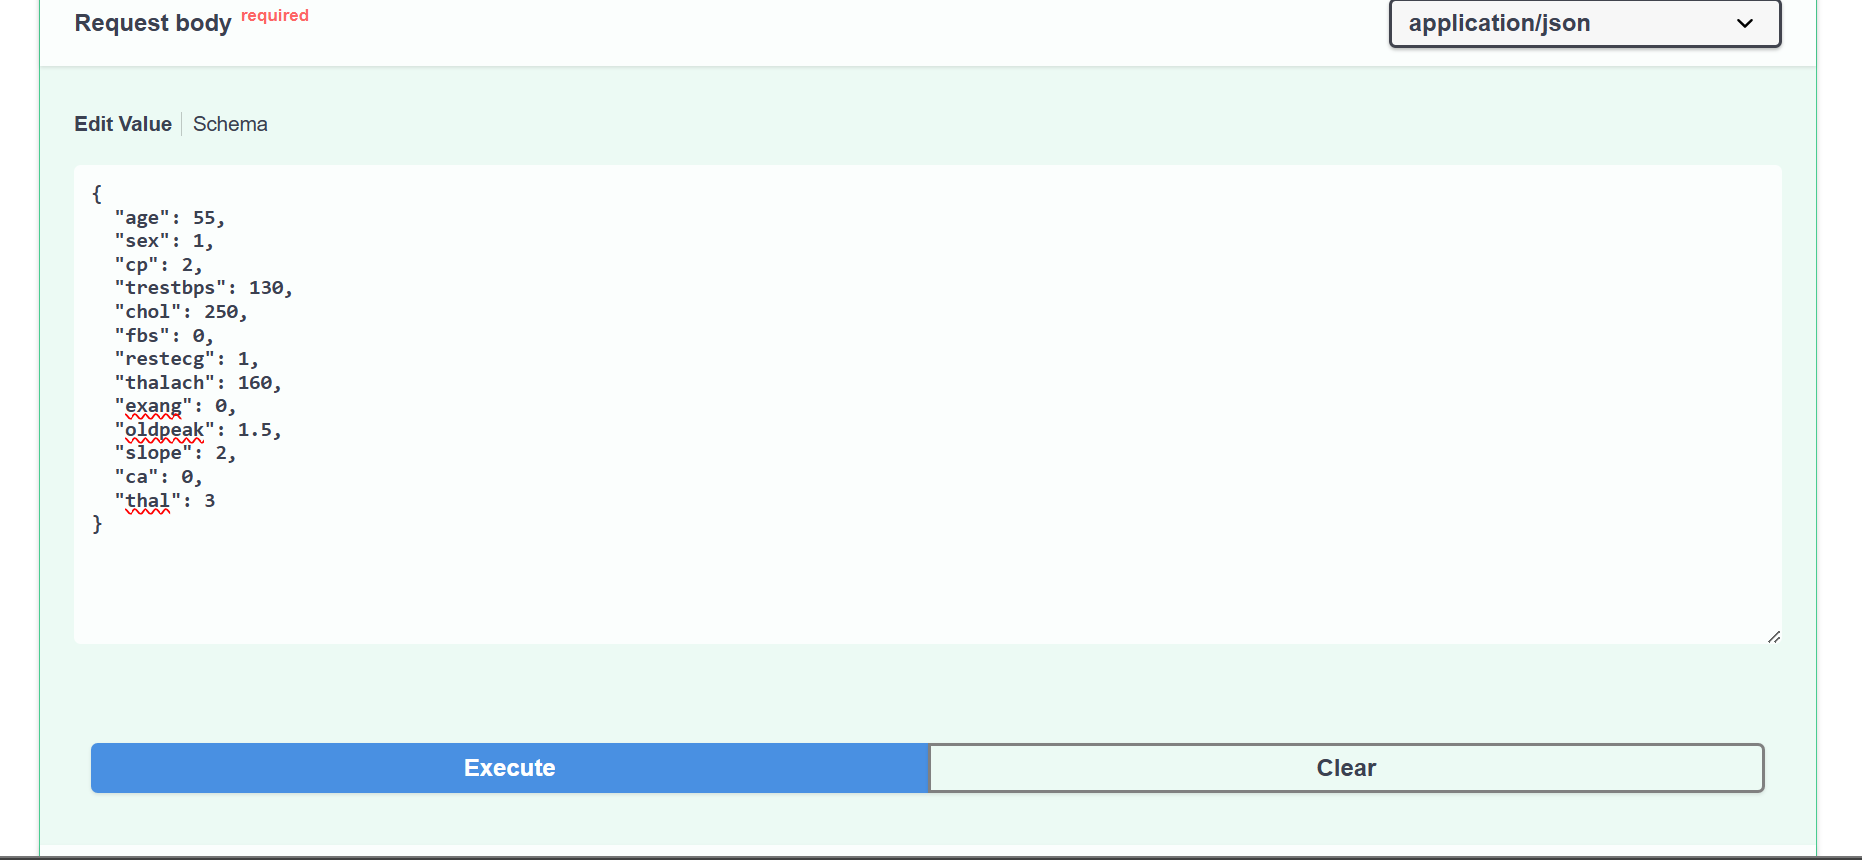 Request body required
application/json
Edit Value
Schema
{
  "age": 55,
  "sex": 1,
  "cp": 2,
  "trestbps": 130,
  "chol": 250,
  "fbs": 0,
  "restecg": 1,
  "thalach": 160,
  "exang": 0,
  "oldpeak": 1.5,
  "slope": 2,
  "ca": 0,
  "thal": 3
}
Execute
Clear